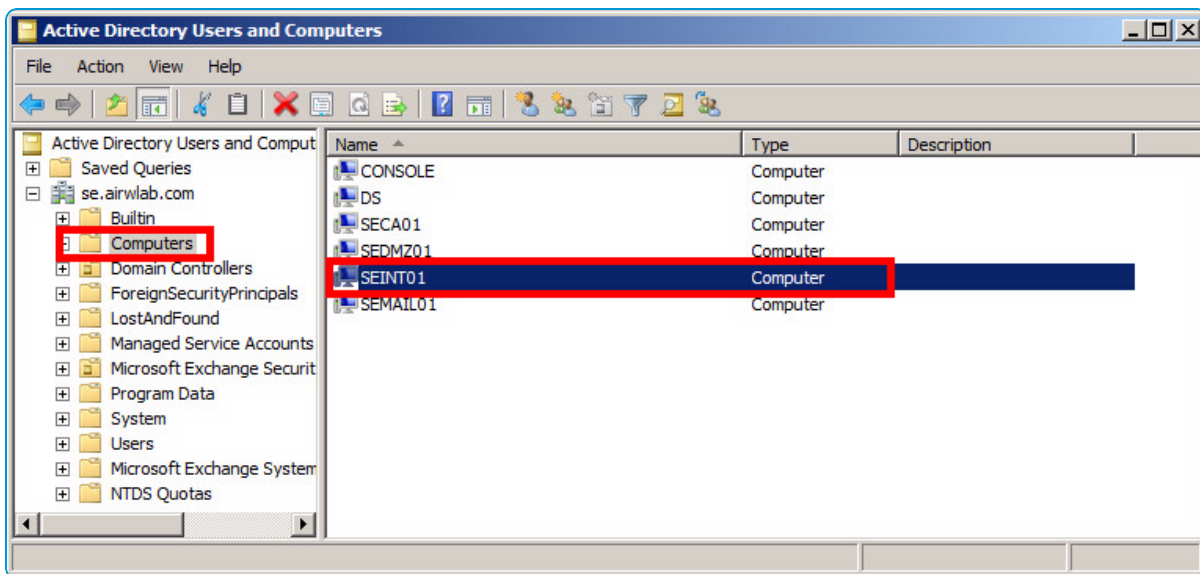 Active Directory Users and Computers
File Action View Help
Active Directory Users and Comput
Saved Queries
se.airwlab.com
Builtin
Computers
Domain Controllers
ForeignSecurityPrincipals
LostAndFound
Managed Service Accounts
Microsoft Exchange Securit
Program Data
System
Users
Microsoft Exchange System
NTDS Quotas
Name Type Description
CONSOLE Computer
DS Computer
SECA01 Computer
SEDMZ01 Computer
SEINT01 Computer
SEMAIL01 Computer